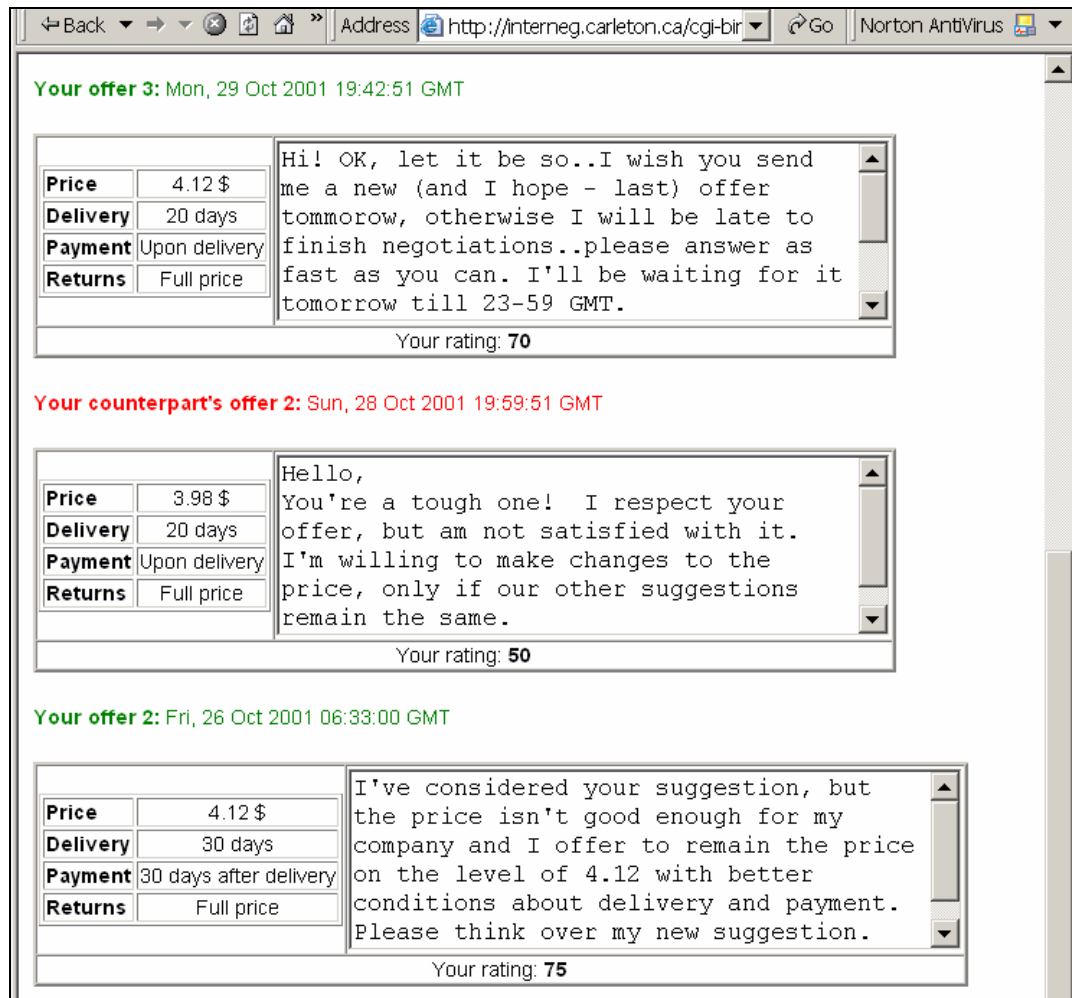 Back » Address http://interneg.carleton.ca/cgi-bir Go Norton AntiVirus
Your offer 3: Mon, 29 Oct 2001 19:42:51 GMT
Price 4.12 $
Delivery 20 days
Payment Upon delivery
Returns Full price
Hi! OK, let it be so..I wish you send
me a new (and I hope - last) offer
tommorow, otherwise I will be late to
finish negotiations..please answer as
fast as you can. I'll be waiting for it
tomorrow till 23-59 GMT.
Your rating: 70
Your counterpart's offer 2: Sun, 28 Oct 2001 19:59:51 GMT
Price 3.98 $
Delivery 20 days
Payment Upon delivery
Returns Full price
Hello,
You're a tough one!  I respect your
offer, but am not satisfied with it.
I'm willing to make changes to the
price, only if our other suggestions
remain the same.
Your rating: 50
Your offer 2: Fri, 26 Oct 2001 06:33:00 GMT
Price 4.12 $
Delivery 30 days
Payment 30 days after delivery
Returns Full price
I've considered your suggestion, but
the price isn't good enough for my
company and I offer to remain the price
on the level of 4.12 with better
conditions about delivery and payment.
Please think over my new suggestion.
Your rating: 75